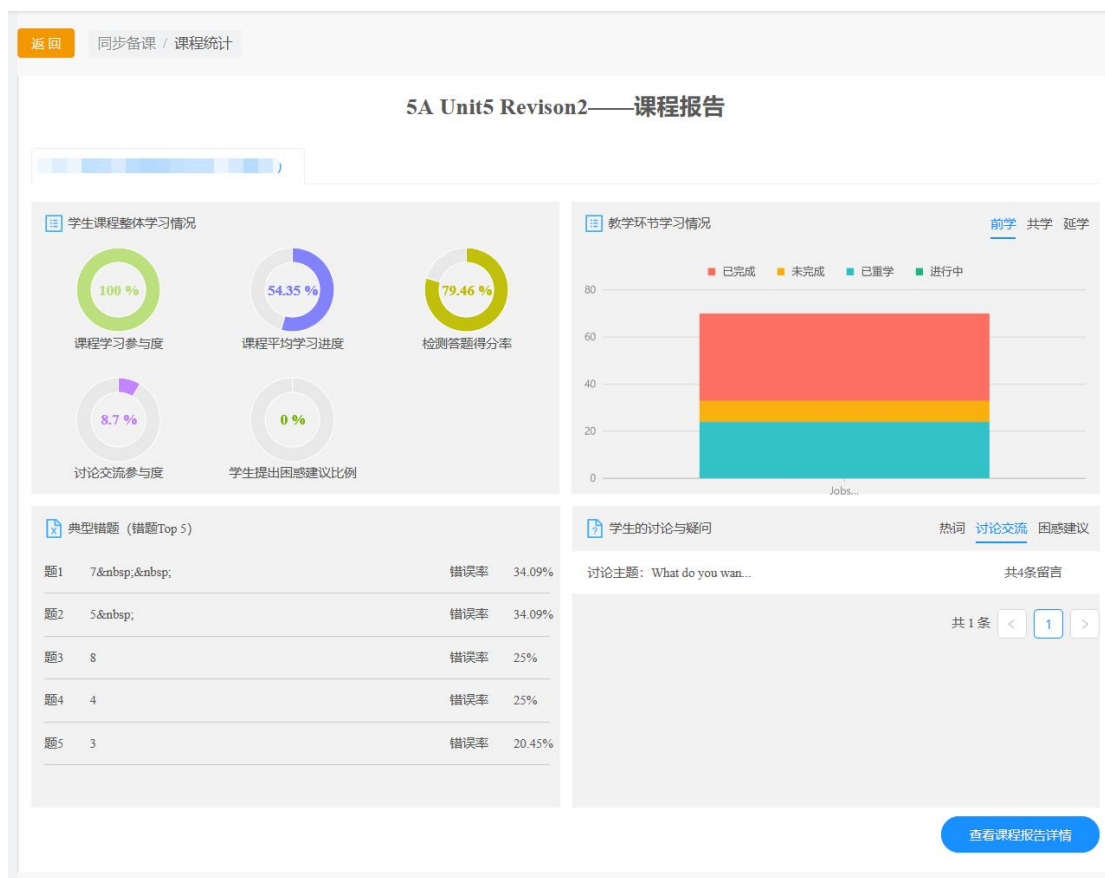 返回 同步备课 / 课程统计
5A Unit5 Revison2——课程报告
)
学生课程整体学习情况
100 %
54.35 %
79.46 %
课程学习参与度
课程平均学习进度
检测答题得分率
8.7 %
0 %
讨论交流参与度
学生提出困惑建议比例
教学环节学习情况
前学 共学 延学
已完成 未完成 已重学 进行中
80
60
40
20
0
Jobs...
典型错题（错题Top 5）
题1 7&nbsp;&nbsp; 错误率 34.09%
题2 5&nbsp; 错误率 34.09%
题3 8 错误率 25%
题4 4 错误率 25%
题5 3 错误率 20.45%
学生的讨论与疑问
热词 讨论交流 困惑建议
讨论主题：What do you wan... 共4条留言
共 1 条 < 1 >
查看课程报告详情